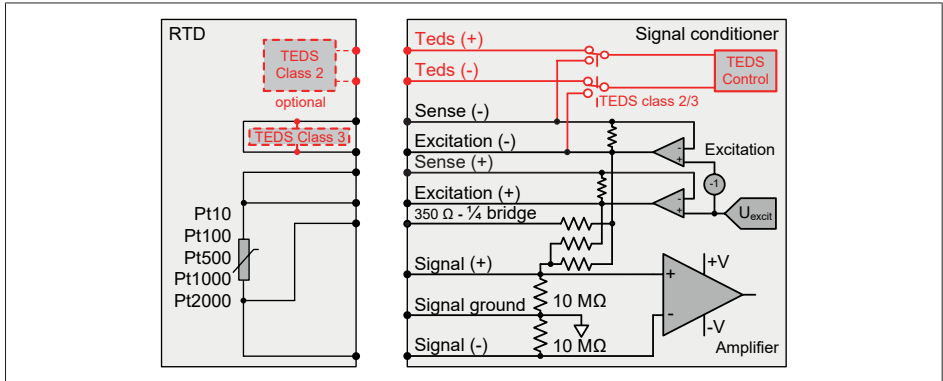 RTD
TEDS
Class 2
optional
TEDS Class 3
Pt10
Pt100
Pt500
Pt1000
Pt2000
Signal conditioner
Teds (+)
Teds (-)
TEDS
Control
TEDS class 2/3
Sense (-)
Excitation (-)
Excitation
Sense (+)
-
+
-1
Excitation (+)
-
+
Uexcit
350 Ω - ¼ bridge
Signal (+)
+
+V
10 MΩ
Signal ground
-
-V
10 MΩ
Signal (-)
Amplifier